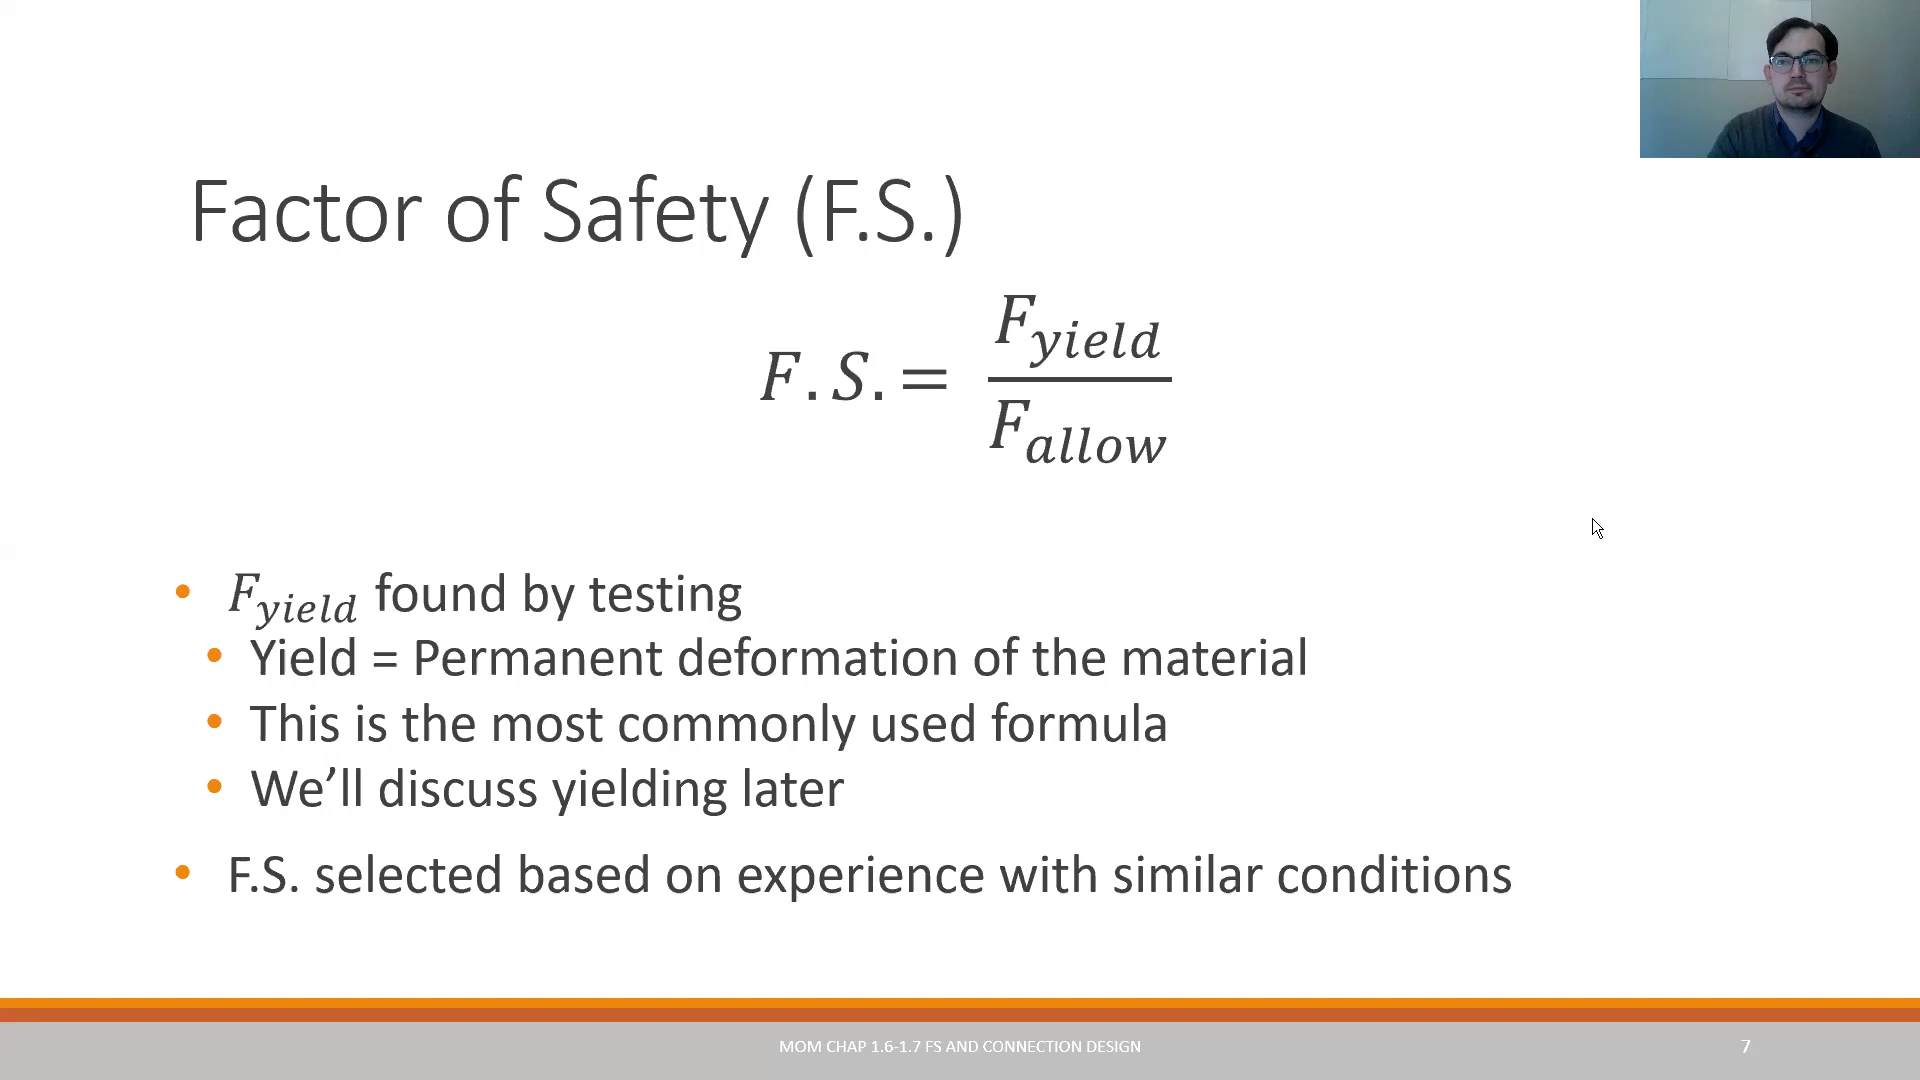 Factor of Safety (F.S.)
F.S. = F_yield / F_allow
• F_yield found by testing
• Yield = Permanent deformation of the material
• This is the most commonly used formula
• We’ll discuss yielding later
• F.S. selected based on experience with similar conditions
MOM CHAP 1.6-1.7 FS AND CONNECTION DESIGN
7